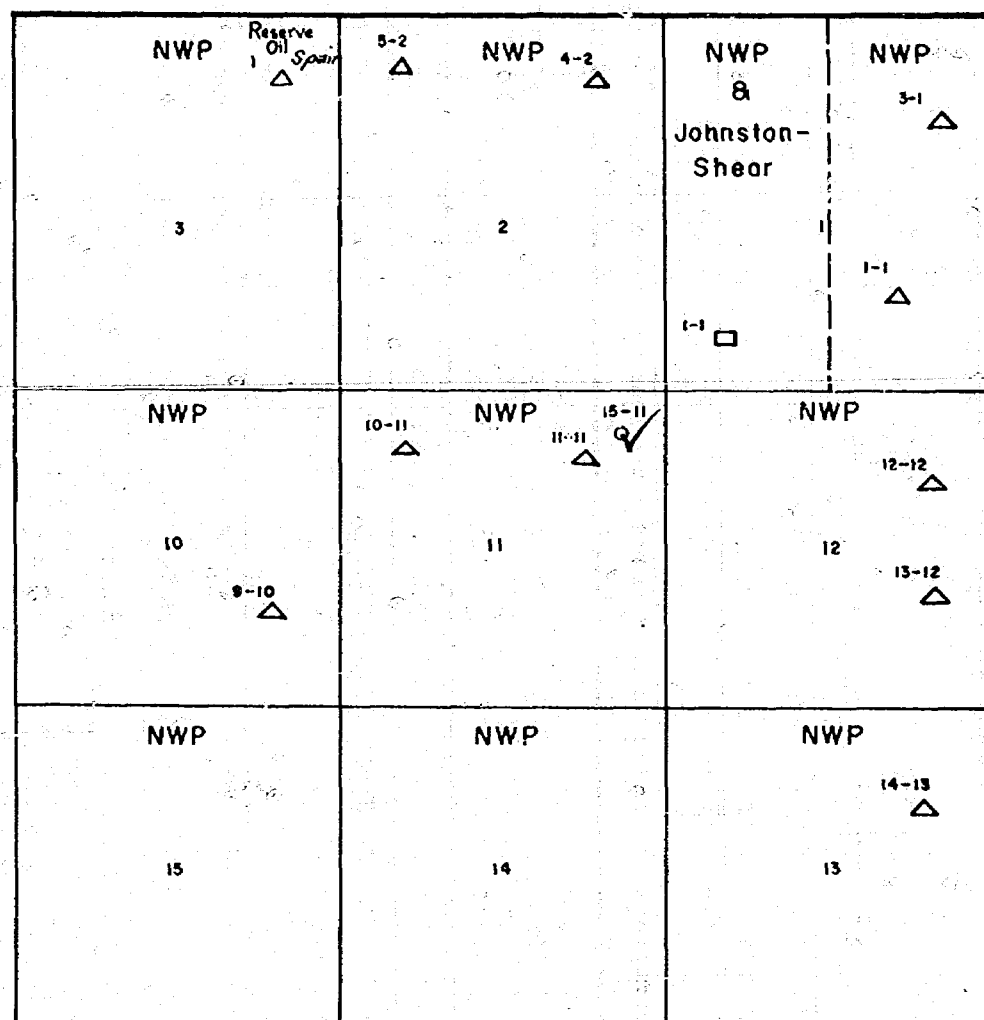 NWP
Reserve
Oil
1 Spair
3
5-2
NWP
4-2
2
NWP
&
Johnston-
Shear
NWP
3-1
1
1-1
1-1
NWP
10
9-10
NWP
10-11
11-11
15-11
11
NWP
12-12
12
13-12
NWP
15
NWP
14
NWP
14-13
13